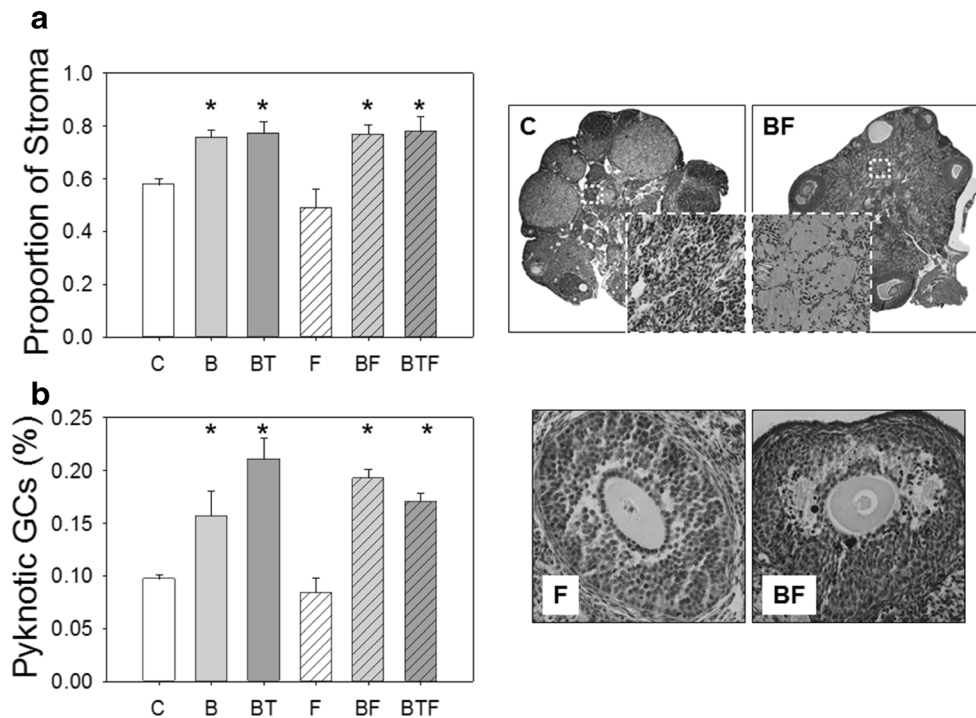 a
Proportion of Stroma
1.0
0.8
0.6
0.4
0.2
0.0
* * * *
C B BT F BF BTF
C
BF
b
Pyknotic GCs (%)
0.25
0.20
0.15
0.10
0.05
0.00
* * * *
C B BT F BF BTF
F
BF